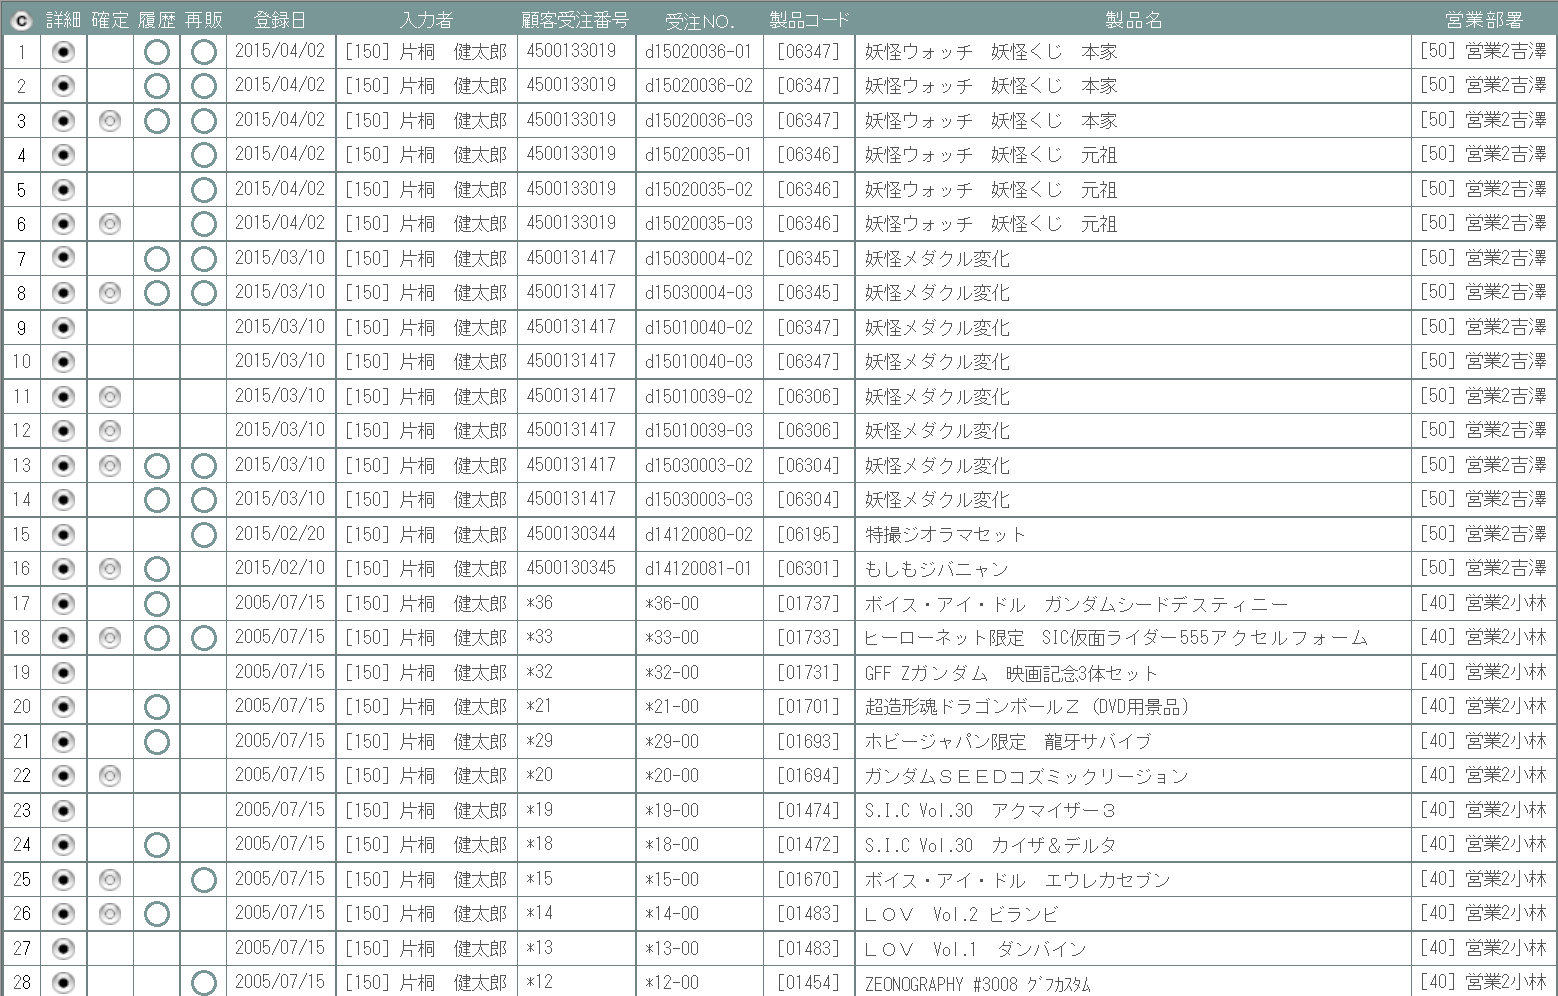 C 詳細 確定 履歴 再販 登録日 入力者 顧客受注番号 受注NO. 製品コード 製品名 営業部署
1 2015/04/02 [150] 片桐　健太郎 4500133019 d15020036-01 [06347] 妖怪ウォッチ　妖怪くじ　本家 [50] 営業2吉澤
2 2015/04/02 [150] 片桐　健太郎 4500133019 d15020036-02 [06347] 妖怪ウォッチ　妖怪くじ　本家 [50] 営業2吉澤
3 2015/04/02 [150] 片桐　健太郎 4500133019 d15020036-03 [06347] 妖怪ウォッチ　妖怪くじ　本家 [50] 営業2吉澤
4 2015/04/02 [150] 片桐　健太郎 4500133019 d15020035-01 [06346] 妖怪ウォッチ　妖怪くじ　元祖 [50] 営業2吉澤
5 2015/04/02 [150] 片桐　健太郎 4500133019 d15020035-02 [06346] 妖怪ウォッチ　妖怪くじ　元祖 [50] 営業2吉澤
6 2015/04/02 [150] 片桐　健太郎 4500133019 d15020035-03 [06346] 妖怪ウォッチ　妖怪くじ　元祖 [50] 営業2吉澤
7 2015/03/10 [150] 片桐　健太郎 4500131417 d15030004-02 [06345] 妖怪メダクル変化 [50] 営業2吉澤
8 2015/03/10 [150] 片桐　健太郎 4500131417 d15030004-03 [06345] 妖怪メダクル変化 [50] 営業2吉澤
9 2015/03/10 [150] 片桐　健太郎 4500131417 d15010040-02 [06347] 妖怪メダクル変化 [50] 営業2吉澤
10 2015/03/10 [150] 片桐　健太郎 4500131417 d15010040-03 [06347] 妖怪メダクル変化 [50] 営業2吉澤
11 2015/03/10 [150] 片桐　健太郎 4500131417 d15010039-02 [06306] 妖怪メダクル変化 [50] 営業2吉澤
12 2015/03/10 [150] 片桐　健太郎 4500131417 d15010039-03 [06306] 妖怪メダクル変化 [50] 営業2吉澤
13 2015/03/10 [150] 片桐　健太郎 4500131417 d15030003-02 [06304] 妖怪メダクル変化 [50] 営業2吉澤
14 2015/03/10 [150] 片桐　健太郎 4500131417 d15030003-03 [06304] 妖怪メダクル変化 [50] 営業2吉澤
15 2015/02/20 [150] 片桐　健太郎 4500130344 d14120080-02 [06195] 特撮ジオラマセット [50] 営業2吉澤
16 2015/02/10 [150] 片桐　健太郎 4500130345 d14120081-01 [06301] もしもジバニャン [50] 営業2吉澤
17 2005/07/15 [150] 片桐　健太郎 *36 *36-00 [01737] ボイス・アイ・ドル　ガンダムシードデスティニー [40] 営業2小林
18 2005/07/15 [150] 片桐　健太郎 *33 *33-00 [01733] ヒーローネット限定　SIC仮面ライダー555アクセルフォーム [40] 営業2小林
19 2005/07/15 [150] 片桐　健太郎 *32 *32-00 [01731] GFF Zガンダム　映画記念3体セット [40] 営業2小林
20 2005/07/15 [150] 片桐　健太郎 *21 *21-00 [01701] 超造形魂ドラゴンボールＺ（DVD用景品） [40] 営業2小林
21 2005/07/15 [150] 片桐　健太郎 *29 *29-00 [01693] ホビージャパン限定　龍牙サバイブ [40] 営業2小林
22 2005/07/15 [150] 片桐　健太郎 *20 *20-00 [01694] ガンダムＳＥＥＤコズミックリージョン [40] 営業2小林
23 2005/07/15 [150] 片桐　健太郎 *19 *19-00 [01474] S.I.C Vol.30　アクマイザー３ [40] 営業2小林
24 2005/07/15 [150] 片桐　健太郎 *18 *18-00 [01472] S.I.C Vol.30　カイザ＆デルタ [40] 営業2小林
25 2005/07/15 [150] 片桐　健太郎 *15 *15-00 [01670] ボイス・アイ・ドル　エウレカセブン [40] 営業2小林
26 2005/07/15 [150] 片桐　健太郎 *14 *14-00 [01483] ＬＯＶ　Vol.2 ビランビ [40] 営業2小林
27 2005/07/15 [150] 片桐　健太郎 *13 *13-00 [01483] ＬＯＶ　Vol.1　ダンバイン [40] 営業2小林
28 2005/07/15 [150] 片桐　健太郎 *12 *12-00 [01454] ZEONOGRAPHY #3008 ｸﾞﾌｶｽﾀﾑ [40] 営業2小林